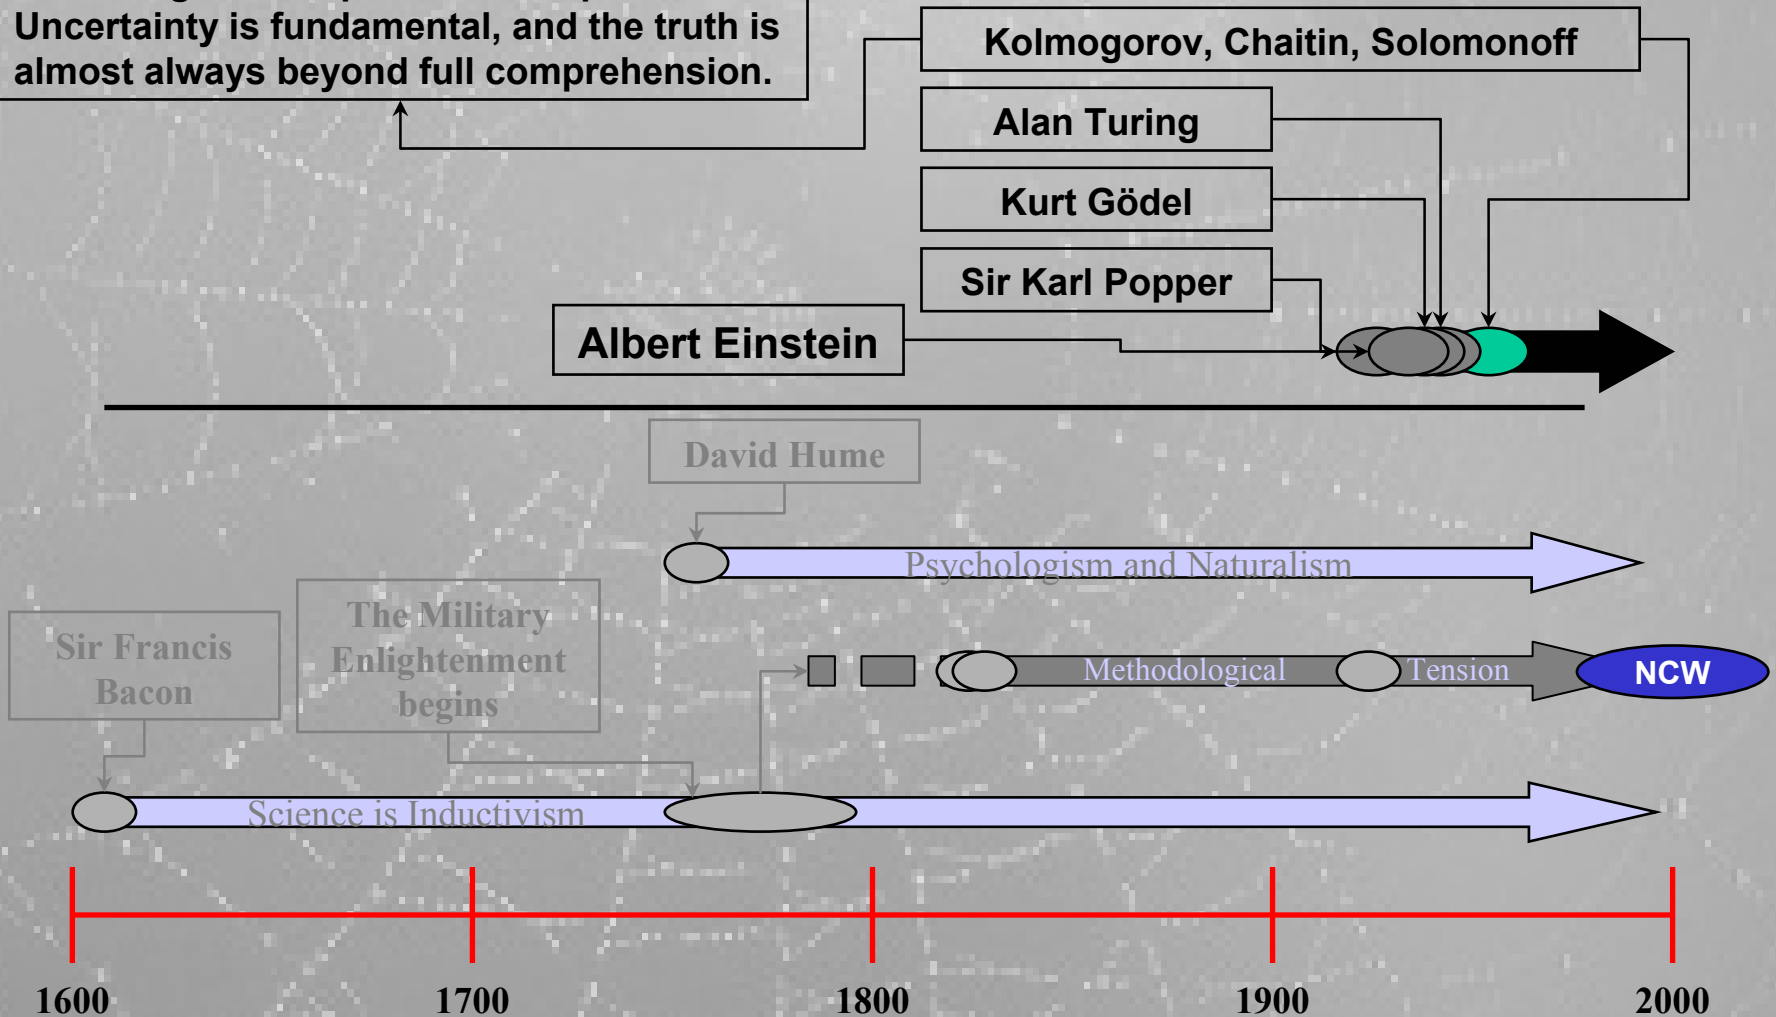 Uncertainty is fundamental, and the truth is
almost always beyond full comprehension.
Kolmogorov, Chaitin, Solomonoff
Alan Turing
Kurt Gödel
Sir Karl Popper
Albert Einstein
David Hume
Psychologism and Naturalism
The Military
Enlightenment
begins
Sir Francis
Bacon
Methodological
Tension
NCW
Science is Inductivism
1600
1700
1800
1900
2000